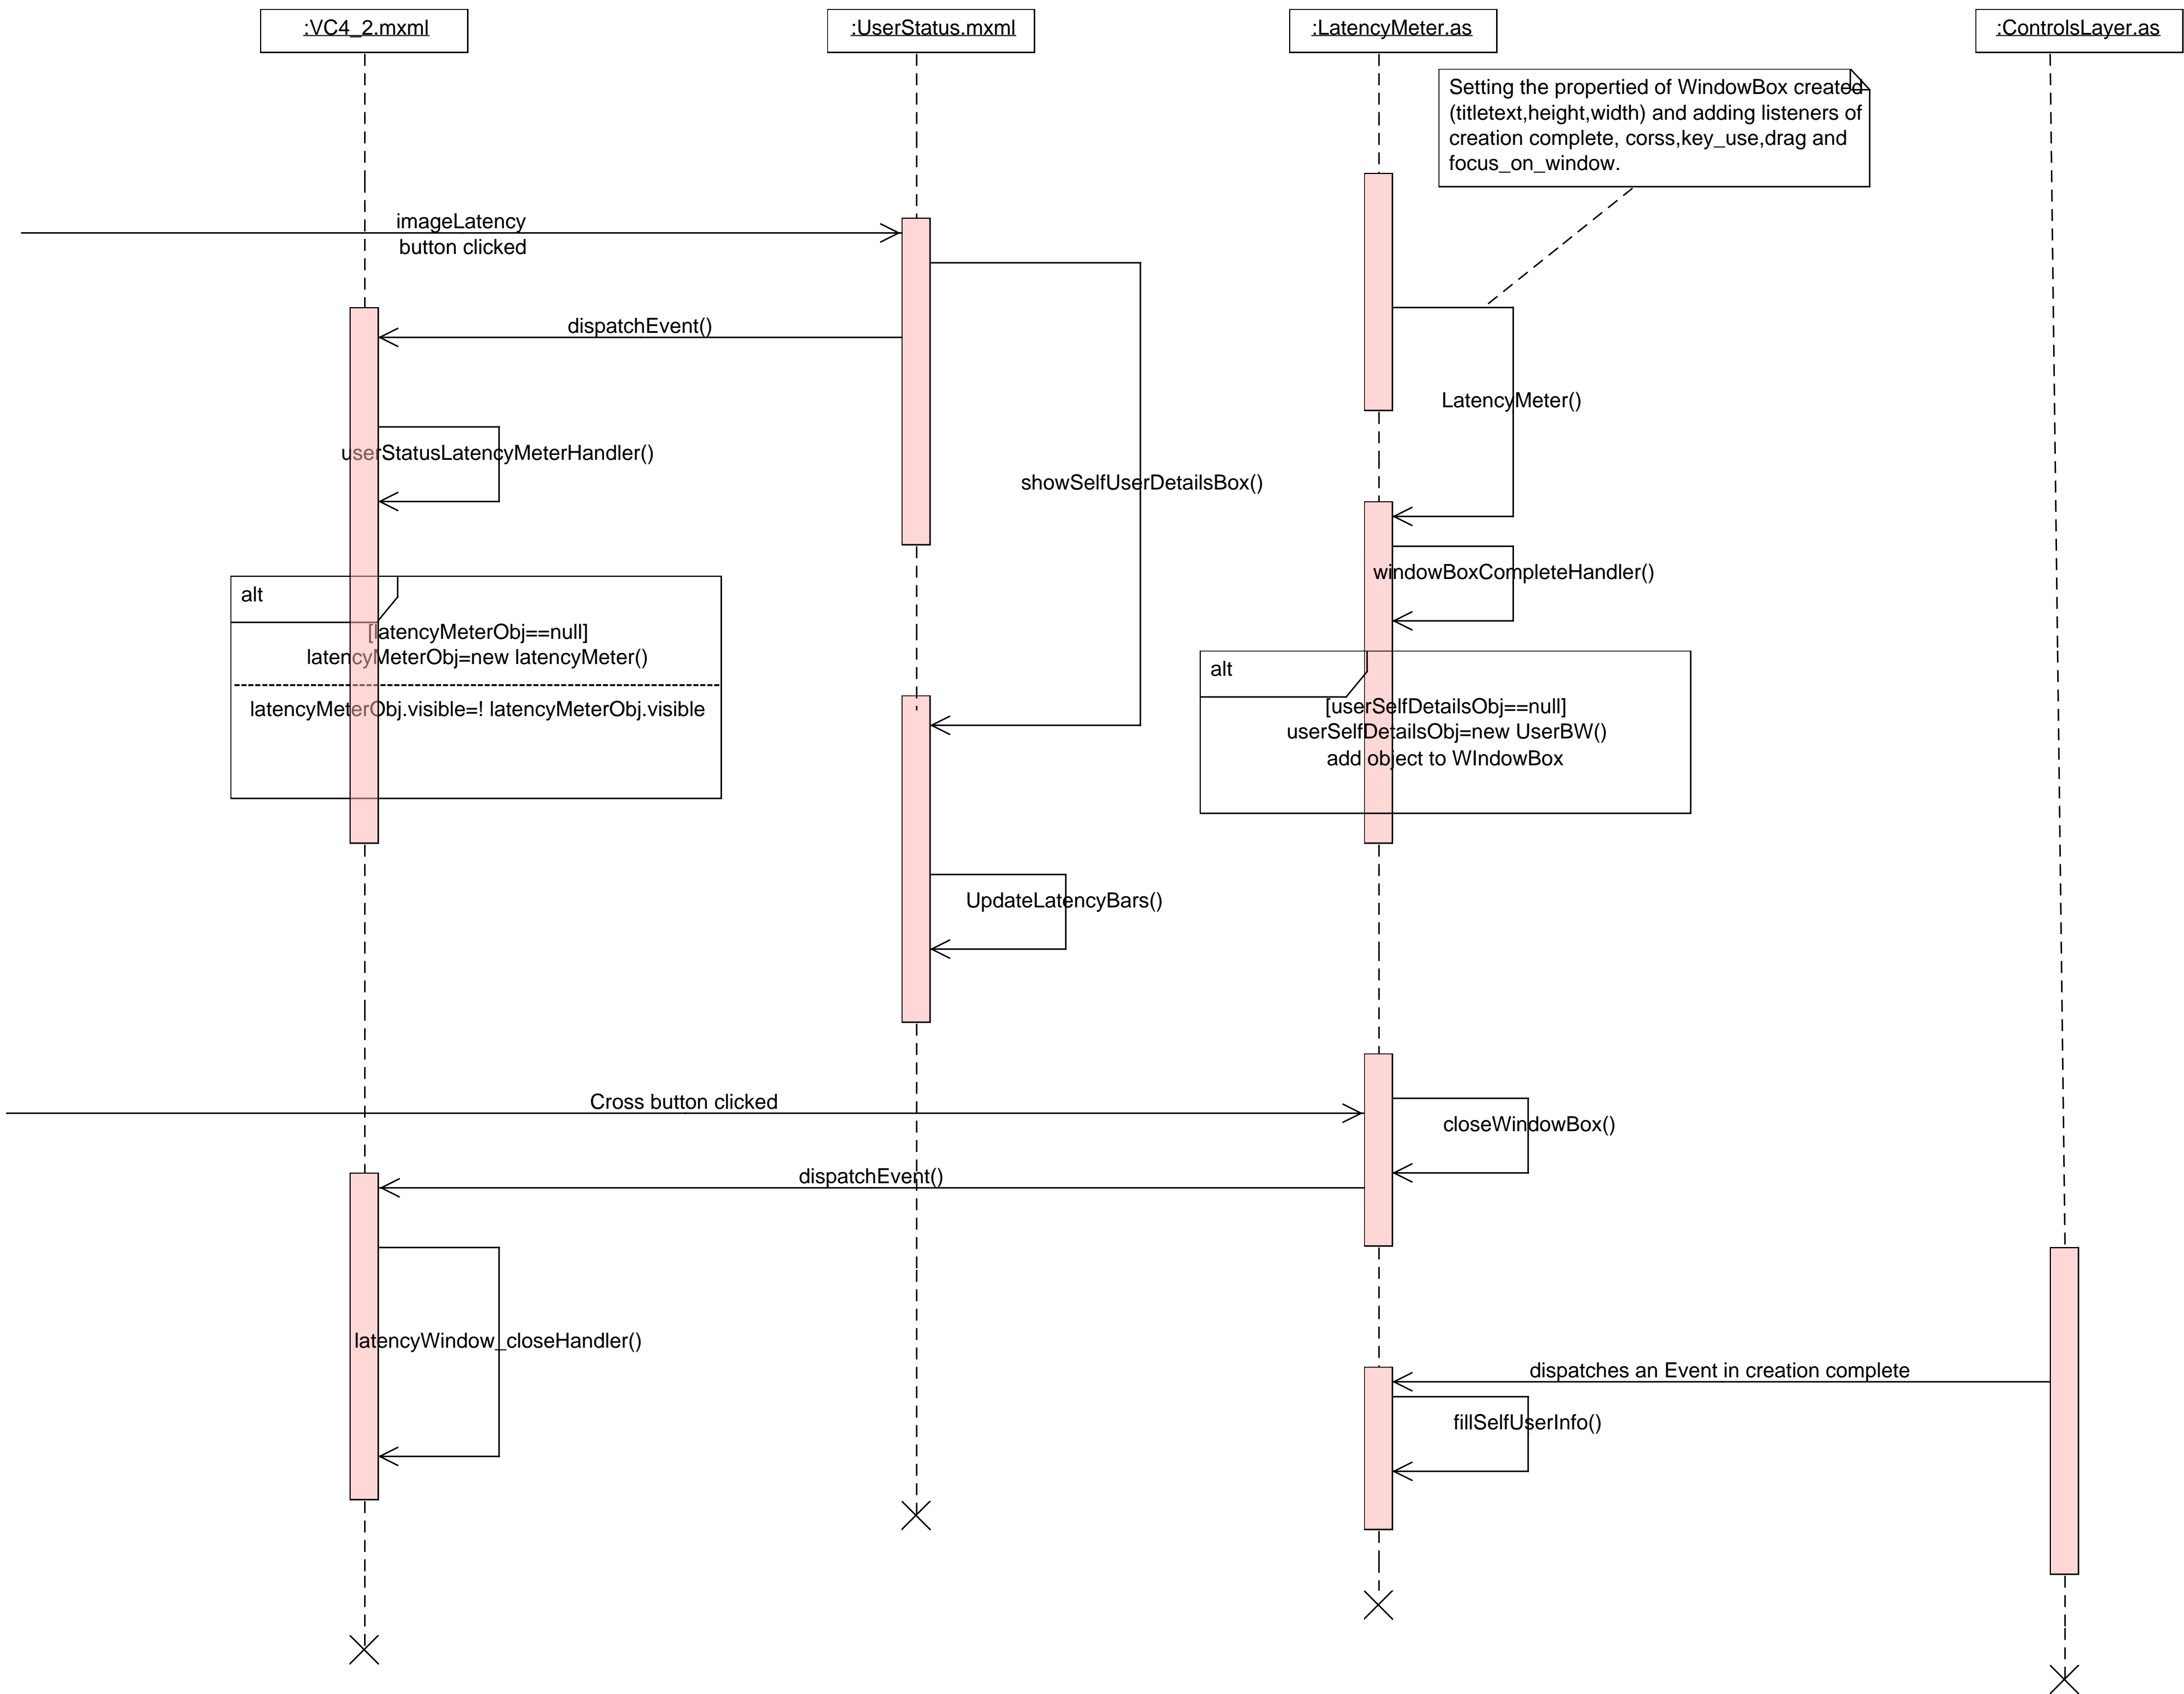 :VC4_2.mxml
:UserStatus.mxml
:LatencyMeter.as
:ControlsLayer.as
Setting the propertied of WindowBox created
(titletext,height,width) and adding listeners of
creation complete, corss,key_use,drag and
focus_on_window.
imageLatency
button clicked
dispatchEvent()
LatencyMeter()
userStatusLatencyMeterHandler()
showSelfUserDetailsBox()
windowBoxCompleteHandler()
alt
[latencyMeterObj==null]
latencyMeterObj=new latencyMeter()
latencyMeterObj.visible=! latencyMeterObj.visible
alt
[userSelfDetailsObj==null]
userSelfDetailsObj=new UserBW()
add object to WIndowBox
UpdateLatencyBars()
Cross button clicked
closeWindowBox()
dispatchEvent()
latencyWindow_closeHandler()
dispatches an Event in creation complete
fillSelfUserInfo()